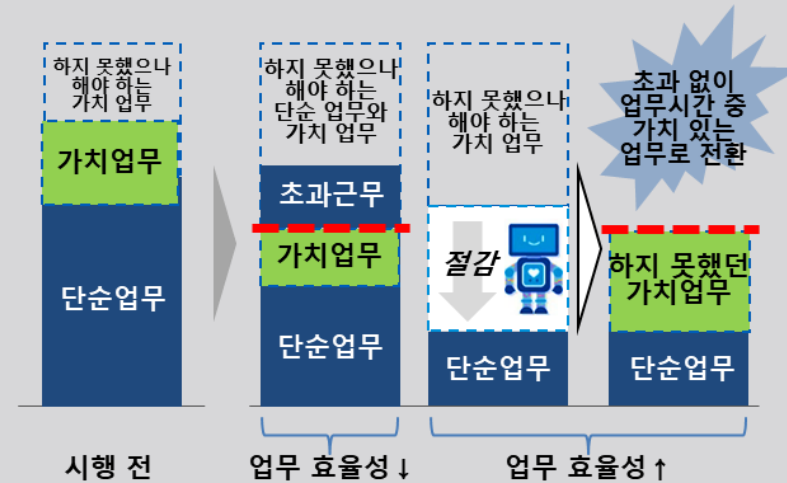 하지 못했으나
해야 하는
가치 업무
가치업무
단순업무
시행 전
하지 못했으나
해야 하는
단순 업무와
가치 업무
초과근무
가치업무
단순업무
업무 효율성 ↓
하지 못했으나
해야 하는
가치 업무
절감
단순업무
초과 없이
업무시간 중
가치 있는
업무로 전환
하지 못했던
가치업무
단순업무
업무 효율성 ↑